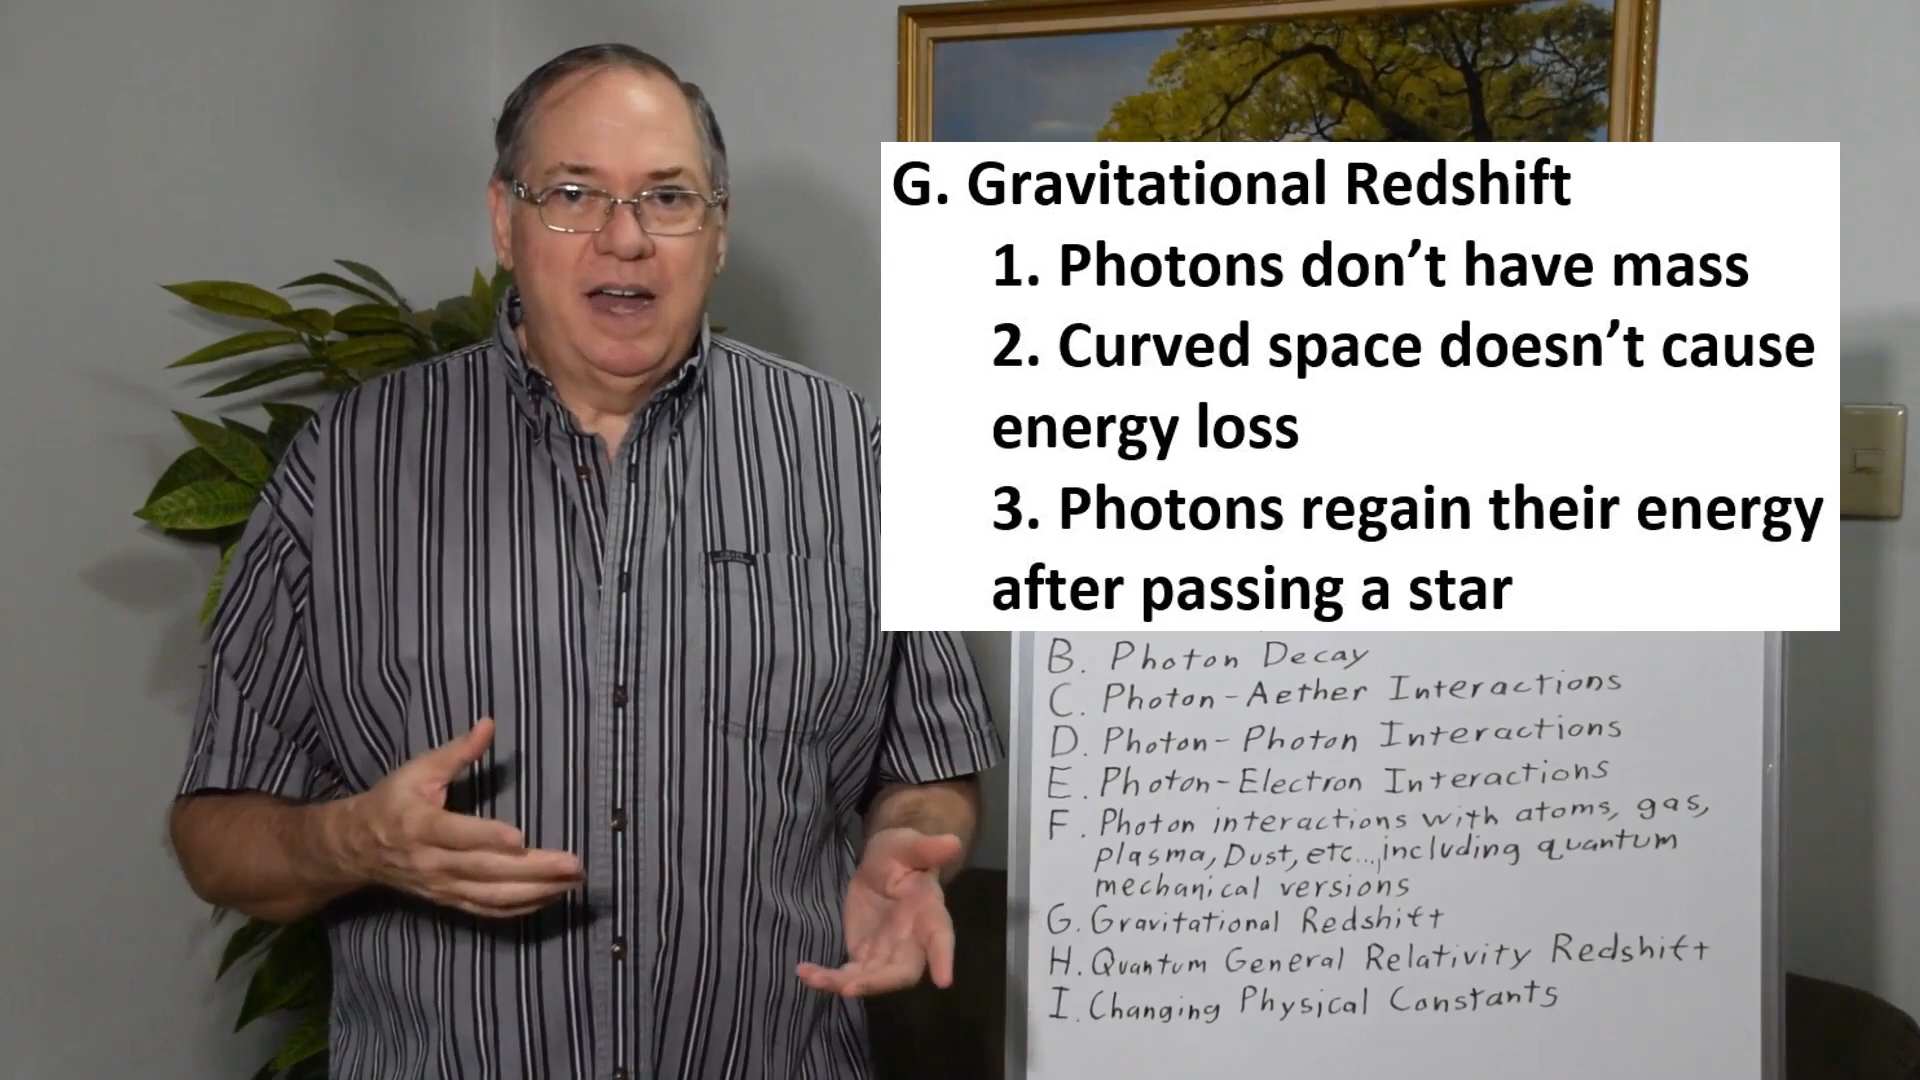 G. Gravitational Redshift
1. Photons don’t have mass
2. Curved space doesn’t cause
energy loss
3. Photons regain their energy
after passing a star
B. Photon Decay
C. Photon-Aether Interactions
D. Photon-Photon Interactions
E. Photon-Electron Interactions
F. Photon interactions with atoms, gas,
plasma, Dust, etc..., including quantum
mechanical versions
G. Gravitational Redshift
H. Quantum General Relativity Redshift
I. Changing Physical Constants